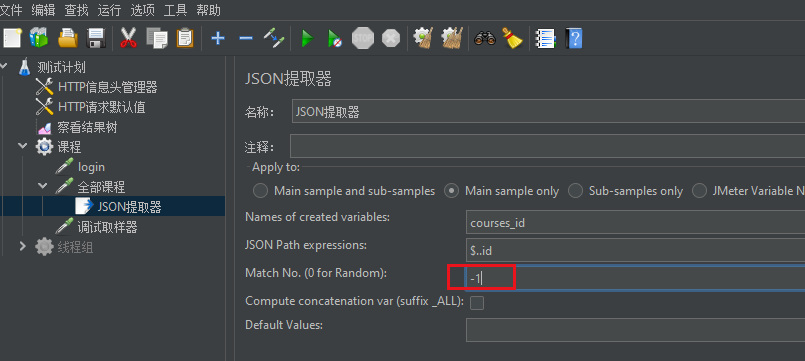 文件 编辑 查找 运行 选项 工具 帮助
测试计划
HTTP信息头管理器
HTTP请求默认值
察看结果树
课程
login
全部课程
JSON提取器
调试取样器
线程组
JSON提取器
名称: JSON提取器
注释:
Apply to:
Main sample and sub-samples Main sample only Sub-samples only JMeter Variable N
Names of created variables: courses_id
JSON Path expressions: $..id
Match No. (0 for Random): -1
Compute concatenation var (suffix _ALL):
Default Values: